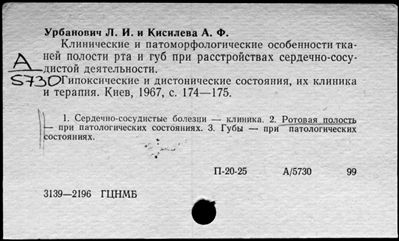 Урбанович Л. И. и Кисилева А. Ф.
Клинические и патоморфологические особенности тка-
ней полости рта и губ при расстройствах сердечно-сосу-
дистой деятельности.
А
5730
Гипоксические и дистонические состояния, их клиника
и терапия. Киев, 1967, с. 174—175.
1. Сердечно-сосудистые болезни — клиника. 2. Ротовая полость
— при патологических состояниях. 3. Губы — при патологических
состояниях.
П-20-25 А/5730 99
3139—2196 ГЦНМБ